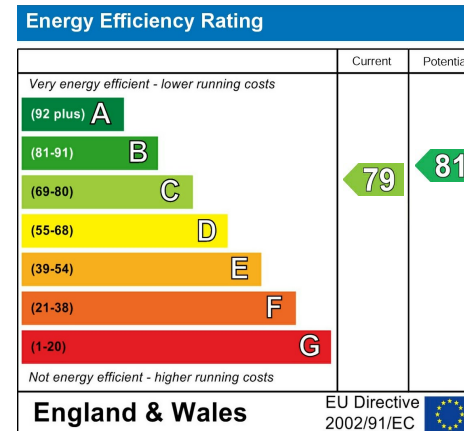 Energy Efficiency Rating
Current Potentia
Very energy efficient - lower running costs
(92 plus) A
(81-91) B
(69-80) C
79
81
(55-68) D
(39-54) E
(21-38) F
(1-20) G
Not energy efficient - higher running costs
England & Wales
EU Directive
2002/91/EC